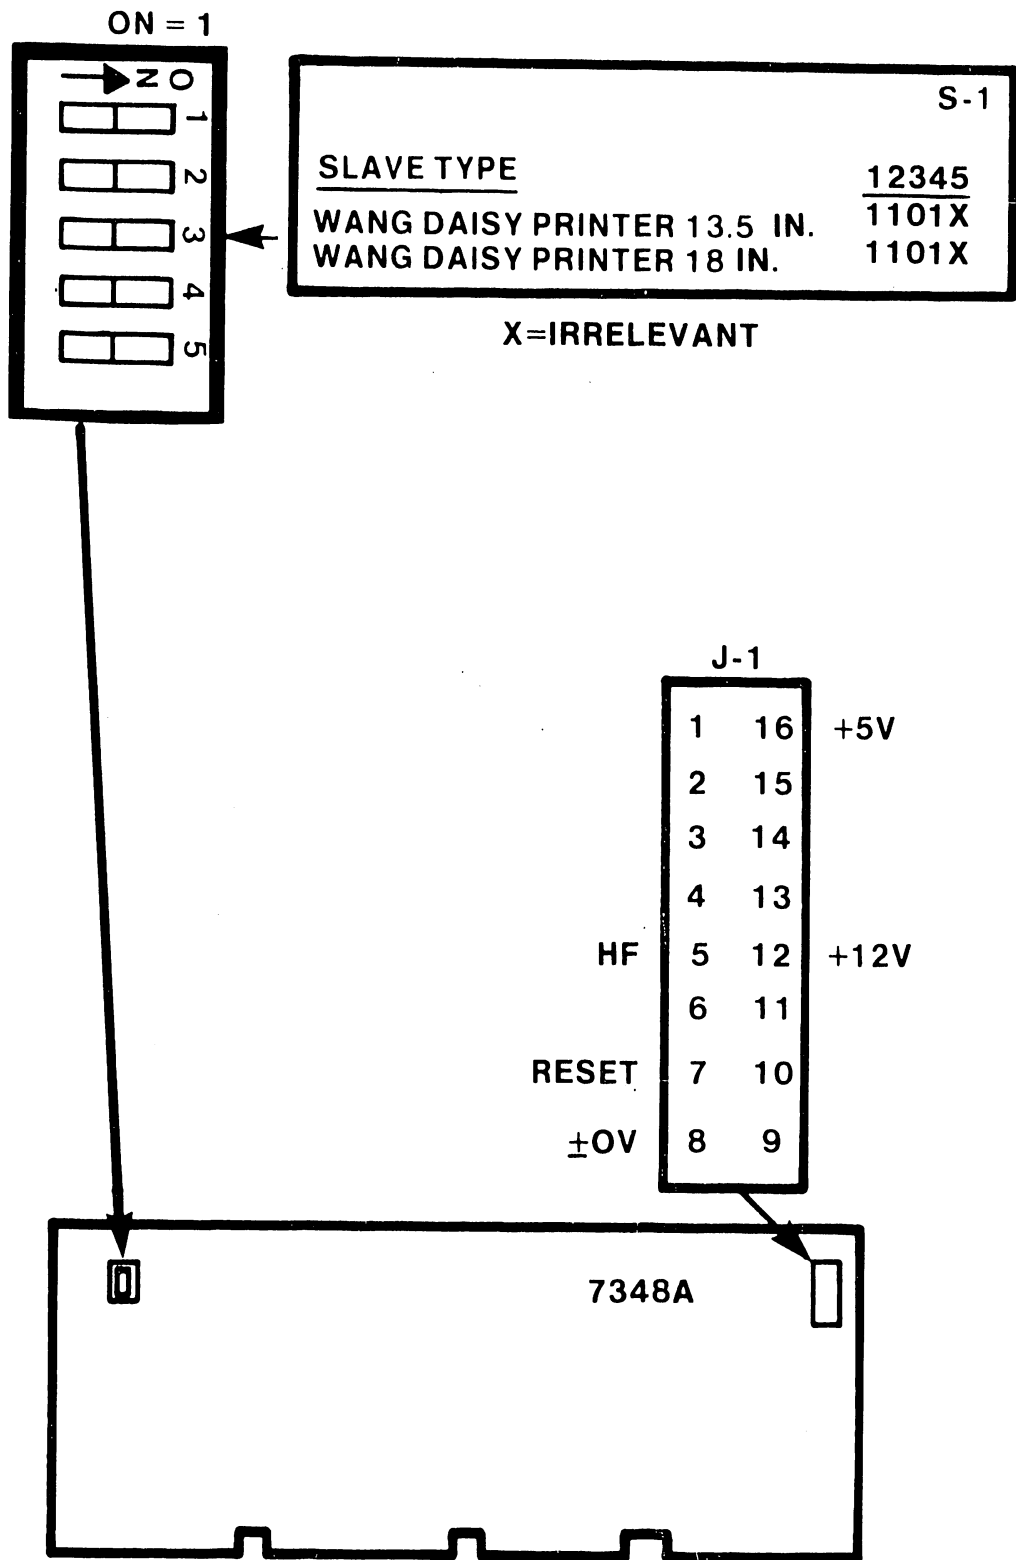 ON = 1
ON
1
2
3
4
5
S-1
SLAVE TYPE 12345
WANG DAISY PRINTER 13.5 IN. 1101X
WANG DAISY PRINTER 18 IN. 1101X
X=IRRELEVANT
J-1
1 16 +5V
2 15
3 14
4 13
HF 5 12 +12V
6 11
RESET 7 10
±0V 8 9
7348A